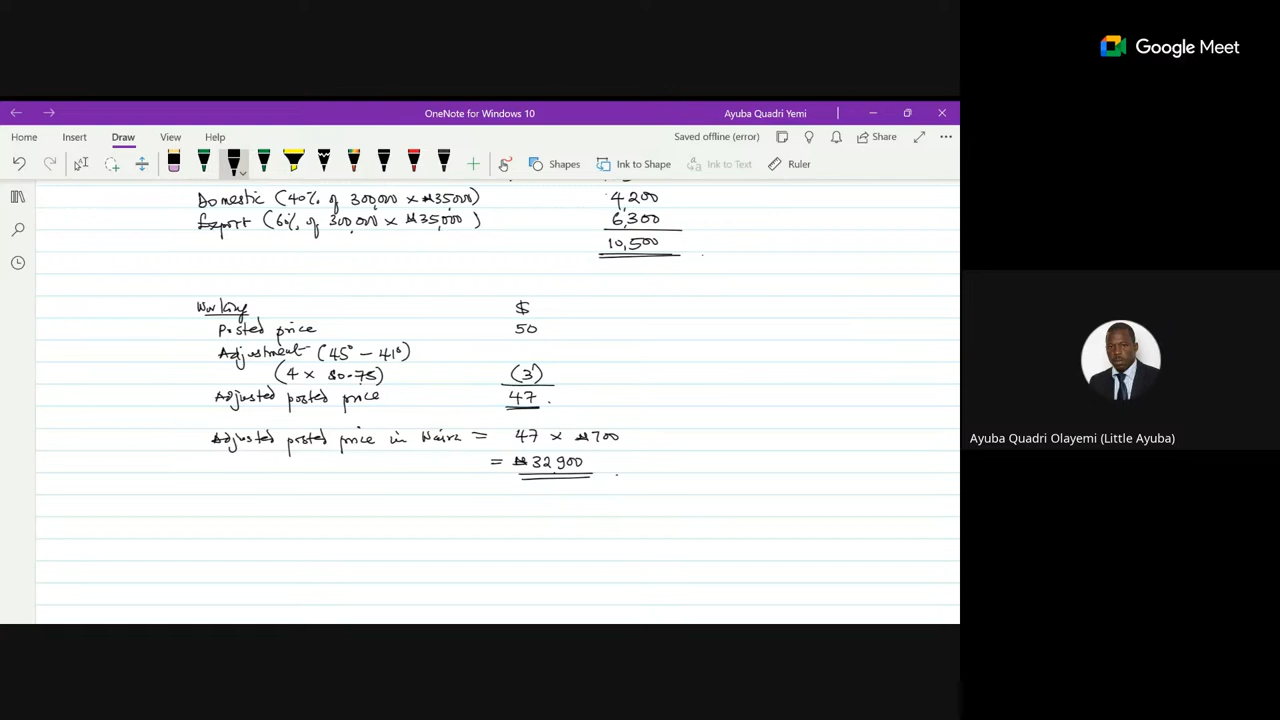 Google Meet
OneNote for Windows 10
Ayuba Quadri Yemi
Home Insert Draw View Help
Saved offline (error)
Share
Shapes
Ink to Shape
Ink to Text
Ruler
Domestic (40% of 300,000 × ₦35000) 4,200
Export (60% of 300,000 × ₦35,000) 6,300
10,500
Working $
Posted price 50
Adjustment (45° – 41°)
(4 × $0.75) (3)
Adjusted posted price 47
Adjusted posted price in Naira = 47 × ₦700
= ₦32,900
Ayuba Quadri Olayemi (Little Ayuba)